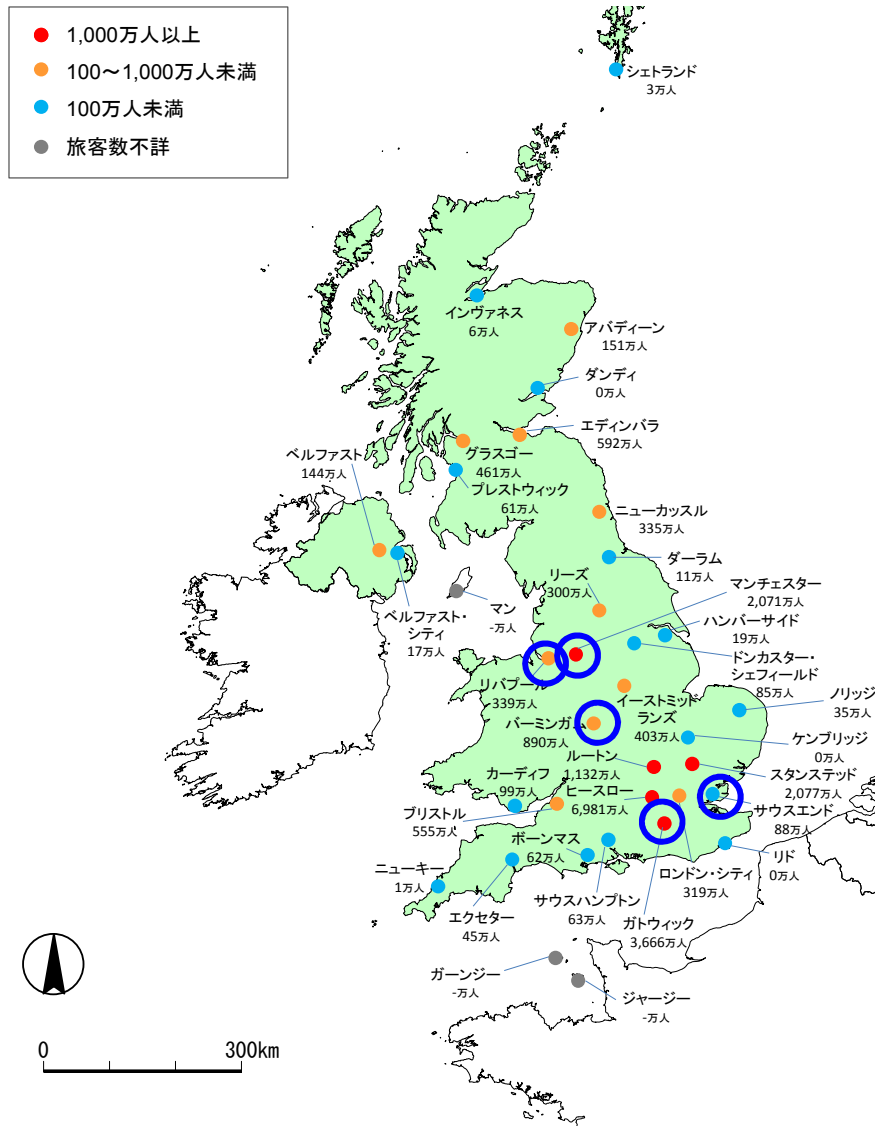 1,000万人以上
100～1,000万人未満
100万人未満
旅客数不詳
シェトランド
3万人
インヴァネス
6万人
アバディーン
151万人
ダンディ
0万人
エディンバラ
592万人
グラスゴー
461万人
ベルファスト
144万人
プレストウィック
61万人
ニューカッスル
335万人
ダーラム
11万人
リーズ
300万人
マンチェスター
2,071万人
マン
-万人
ベルファスト・
シティ
17万人
ハンバーサイド
19万人
ドンカスター・
シェフィールド
85万人
リバプール
339万人
イーストミッド
ランズ
403万人
ノリッジ
35万人
バーミンガム
890万人
ケンブリッジ
0万人
ルートン
1,132万人
スタンステッド
2,077万人
カーディフ
99万人
ヒースロー
6,981万人
サウスエンド
88万人
ブリストル
555万人
ボーンマス
62万人
リド
0万人
ロンドン・シティ
319万人
ニューキー
1万人
エクセター
45万人
サウスハンプトン
63万人
ガトウィック
3,666万人
ガーンジー
-万人
ジャージー
-万人
0 300km